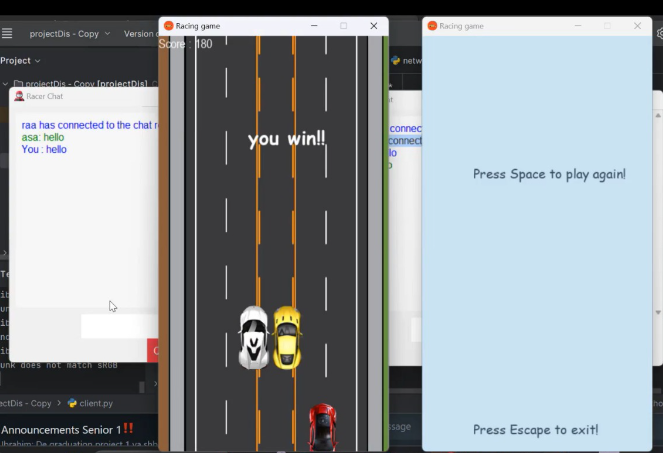 projectDis - Copy
Version c
Project
projectDis - Copy [projectDis]
Racer Chat
raa has connected to the chat r
asa: hello
You : hello
Racing game
Score : 180
you win!!
netw
connec
connect
lo
Racing game
Press Space to play again!
Press Escape to exit!
unk does not match sRGB
ectDis - Copy > client.py
Announcements Senior 1!!
Ibrahim: De graduation project 1 ya shb
ssage